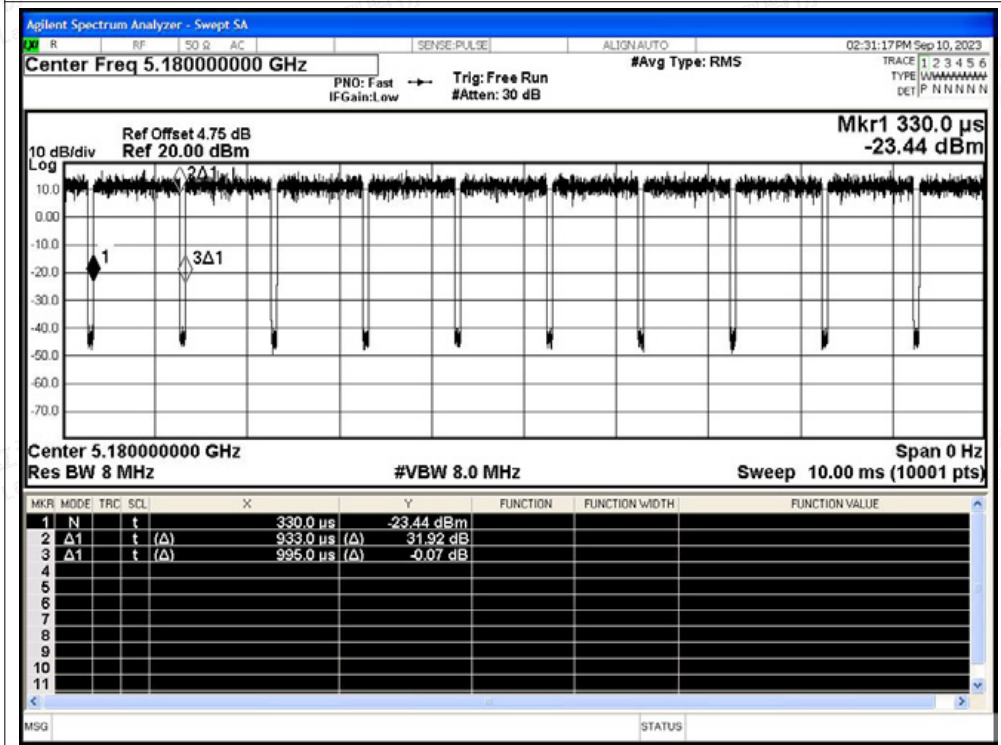 Agilent Spectrum Analyzer - Swept SA
LXI R RF 50 Ω AC SENSE:PULSE ALIGN AUTO 02:31:17 PM Sep 10, 2023
Center Freq 5.180000000 GHz #Avg Type: RMS TRACE 1 2 3 4 5 6
PNO: Fast Trig: Free Run TYPE WWWWWW
IFGain:Low #Atten: 30 dB DET P N N N N N
Mkr1 330.0 µs
-23.44 dBm
Ref Offset 4.75 dB
10 dB/div Ref 20.00 dBm
Log
2Δ1
10.0
0.00
-10.0
1
3Δ1
-20.0
-30.0
-40.0
-50.0
-60.0
-70.0
Center 5.180000000 GHz Span 0 Hz
Res BW 8 MHz #VBW 8.0 MHz Sweep 10.00 ms (10001 pts)
MKR MODE TRC SCL X Y FUNCTION FUNCTION WIDTH FUNCTION VALUE
1 N t 330.0 µs -23.44 dBm
2 Δ1 t (Δ) 933.0 µs (Δ) 31.92 dB
3 Δ1 t (Δ) 995.0 µs (Δ) -0.07 dB
4
5
6
7
8
9
10
11
MSG STATUS